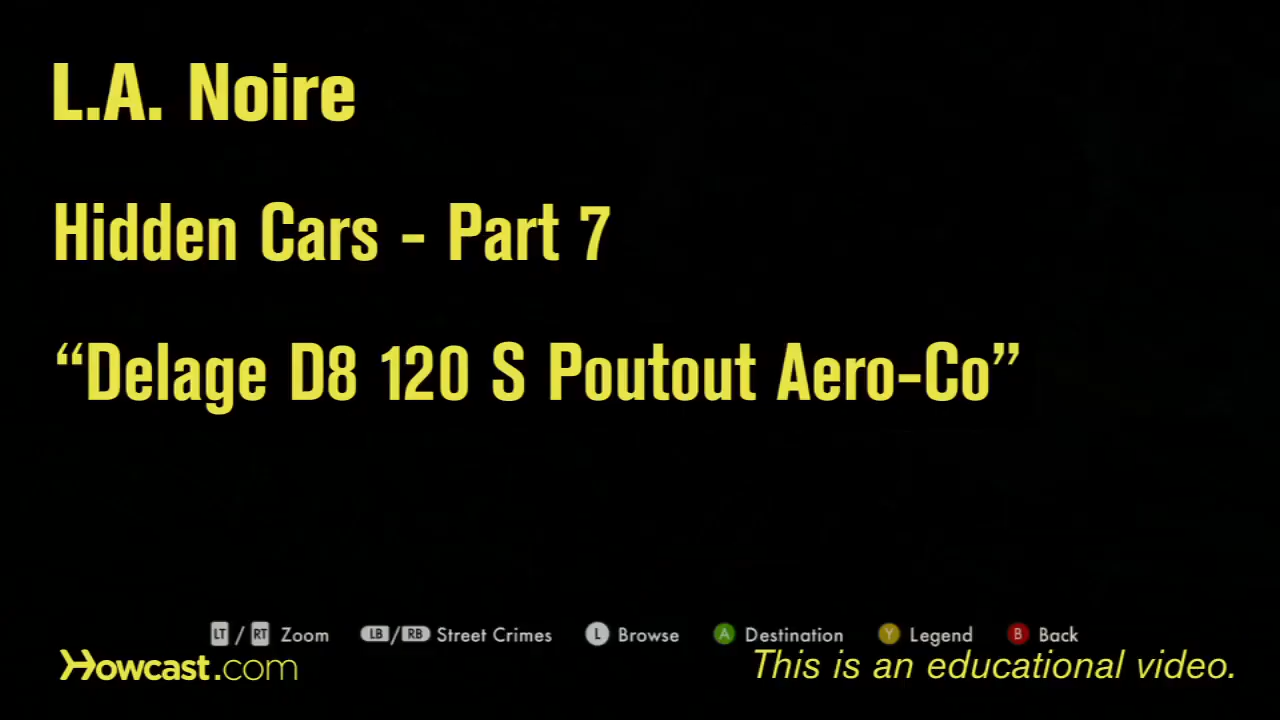 L.A. Noire
Hidden Cars - Part 7
“Delage D8 120 S Poutout Aero-Co”
LT / RT Zoom LB/RB Street Crimes L Browse A Destination Y Legend B Back
Howcast.com This is an educational video.